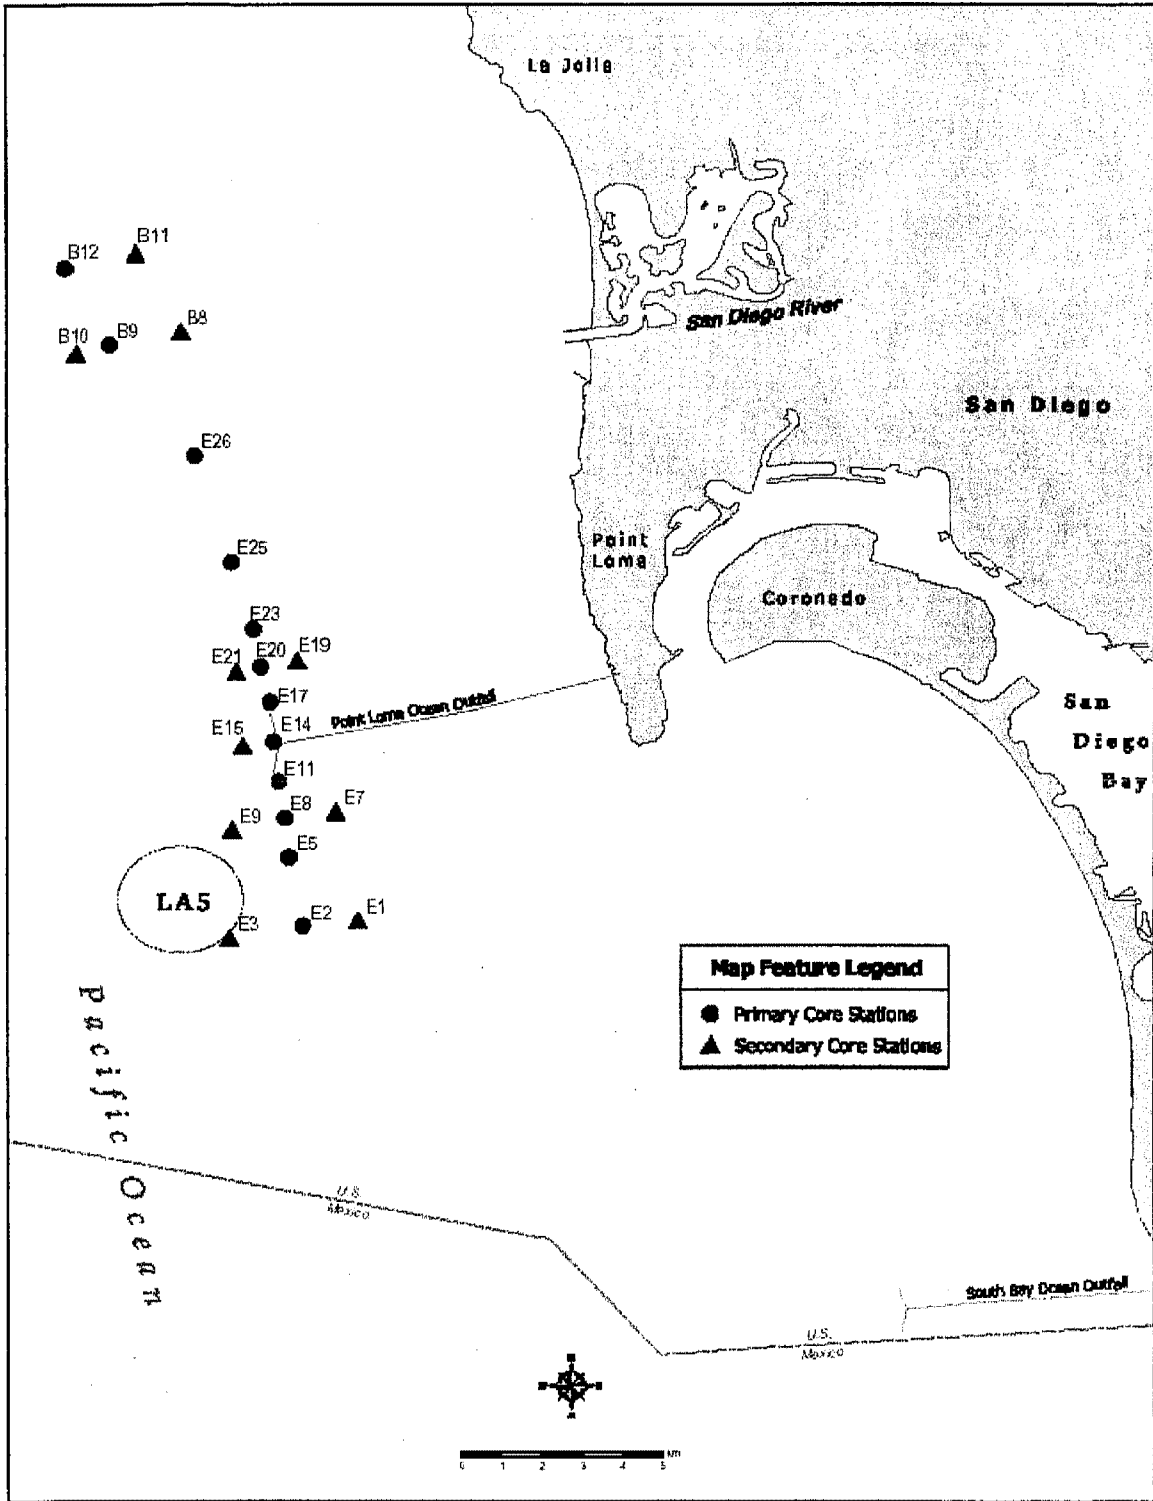 La Jolla
B11
B12
B8
B10
B9
San Diego River
San Diego
E26
E25
Point
Loma
Coronado
E23
E21
E20
E19
E17
Point Loma Ocean Outfall
San
Diego
Bay
E15
E14
E11
E9
E8
E7
E5
LA5
E3
E2
E1
Map Feature Legend
Primary Core Stations
Secondary Core Stations
Pacific Ocean
U.S.
Mexico
South Bay Ocean Outfall
U.S.
Mexico
km
0 1 2 3 4 5